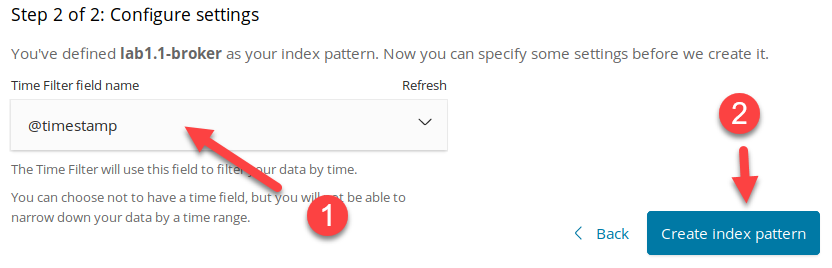 Step 2 of 2: Configure settings
You've defined lab1.1-broker as your index pattern. Now you can specify some settings before we create it.
Time Filter field name
Refresh
@timestamp
The Time Filter will use this field to filter your data by time.
You can choose not to have a time field, but you will not be able to
narrow down your data by a time range.
1
2
Back
Create index pattern